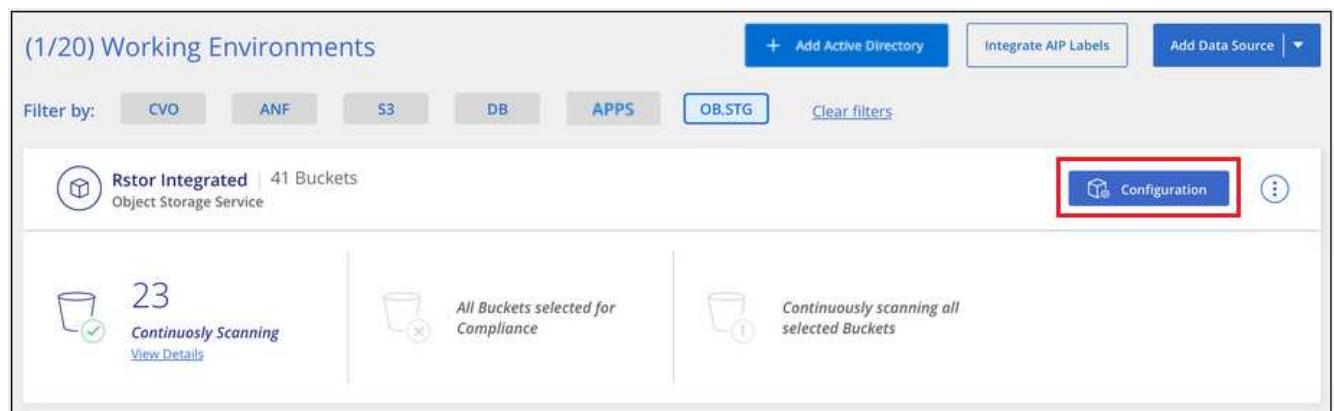 (1/20) Working Environments
+ Add Active Directory
Integrate AIP Labels
Add Data Source
Filter by:
CVO
ANF
S3
DB
APPS
OB.STG
Clear filters
Rstor Integrated | 41 Buckets
Object Storage Service
Configuration
23
Continuosly Scanning
View Details
All Buckets selected for
Compliance
Continuously scanning all
selected Buckets